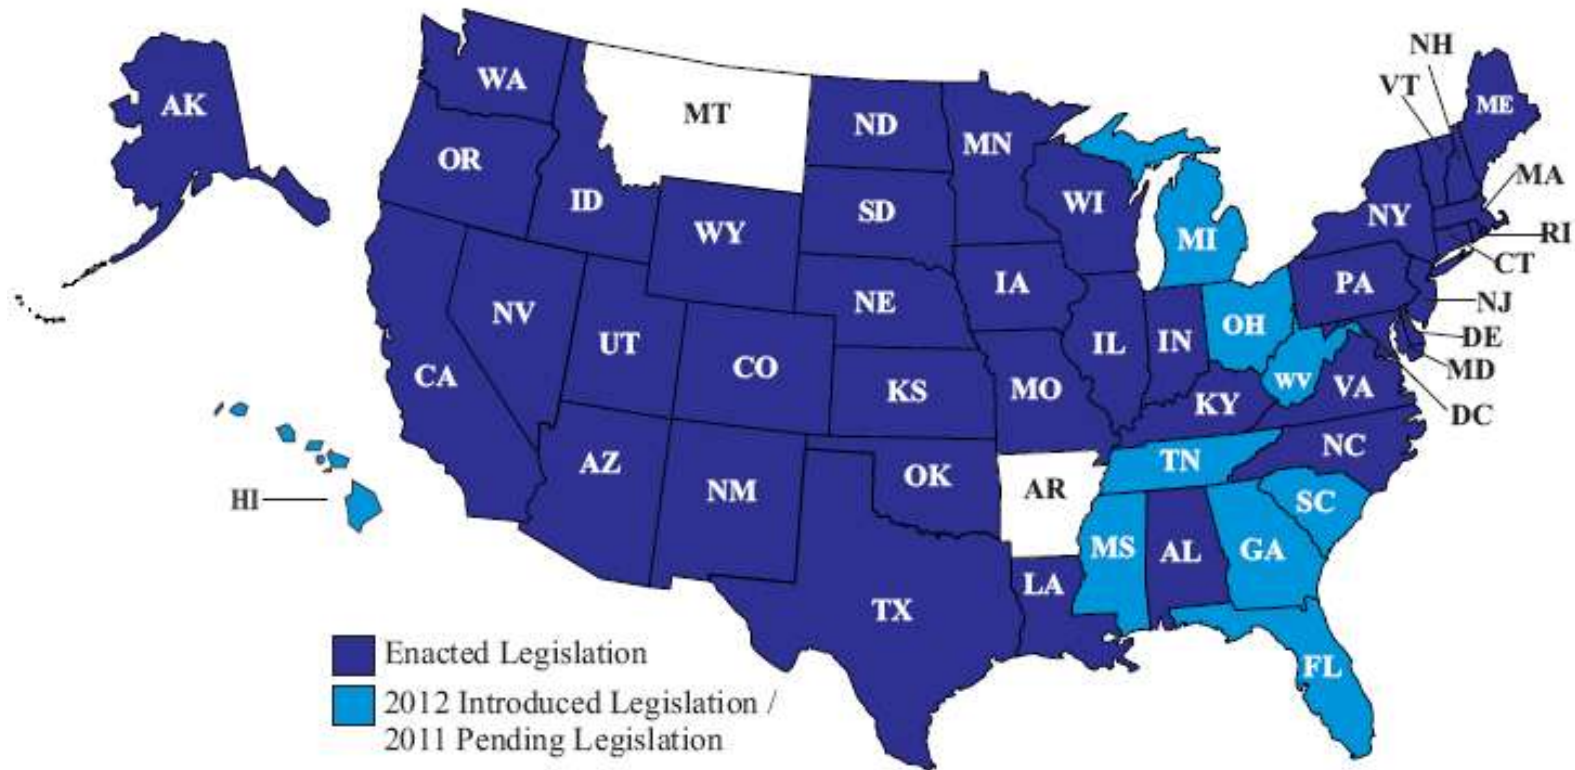 NH
VT
AK
WA
MT
ND
MN
ME
OR
ID
WY
SD
WI
MI
NY
MA
RI
CT
NV
UT
CO
NE
IA
PA
NJ
DE
MD
DC
CA
KS
MO
IL
IN
OH
WV
VA
KY
NC
TN
AZ
NM
OK
AR
SC
HI
MS
AL
GA
LA
TX
FL
Enacted Legislation
2012 Introduced Legislation /
2011 Pending Legislation